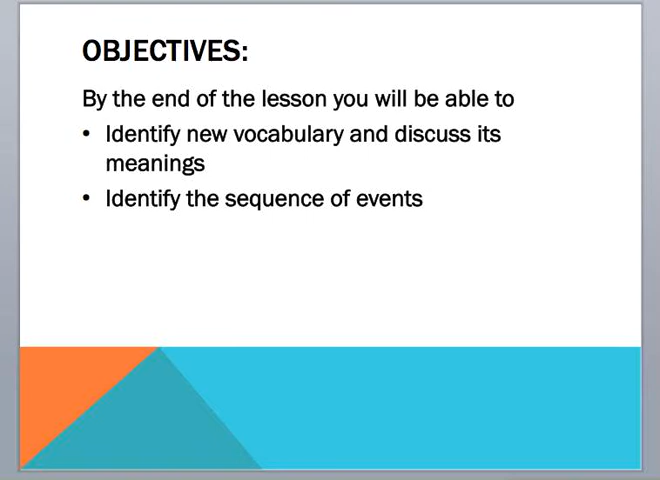 OBJECTIVES:
By the end of the lesson you will be able to
• Identify new vocabulary and discuss its
meanings
• Identify the sequence of events